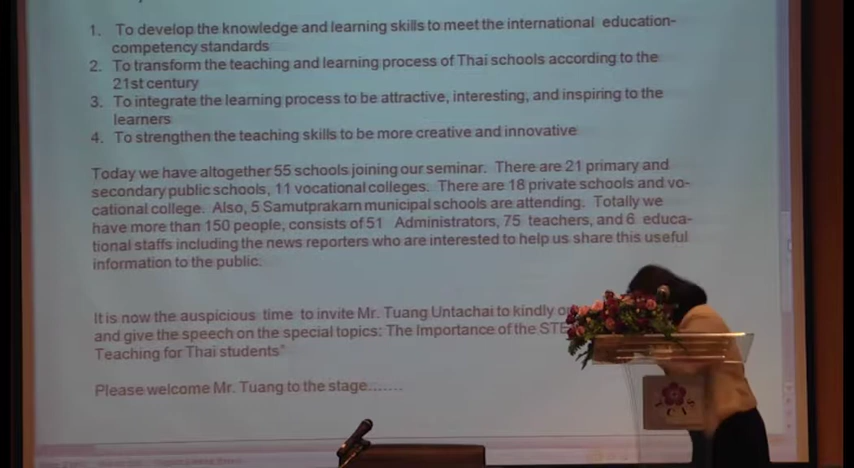 1. To develop the knowledge and learning skills to meet the international education-
competency standards
2. To transform the teaching and learning process of Thai schools according to the
21st century
3. To integrate the learning process to be attractive, interesting, and inspiring to the
learners
4. To strengthen the teaching skills to be more creative and innovative
Today we have altogether 55 schools joining our seminar. There are 21 primary and
secondary public schools, 11 vocational colleges. There are 18 private schools and vo-
cational college. Also, 5 Samutprakarn municipal schools are attending. Totally we
have more than 150 people, consists of 51 Administrators, 75 teachers, and 6 educa-
tional staffs including the news reporters who are interested to help us share this useful
information to the public.
It is now the auspicious time to invite Mr. Tuang Untachai to kindly
and give the speech on the special topics: The Importance of the
Teaching for Thai students"
Please welcome Mr. Tuang to the stage.......